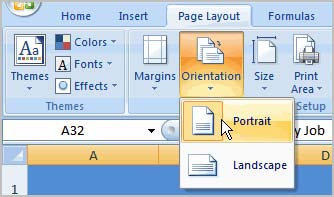 Home Insert Page Layout Formulas
Aa
Themes
Colors
Fonts
Effects
Margins
Orientation
Size
Print
Area
Themes
Portrait
Landscape
A32
y Job
A
D
1